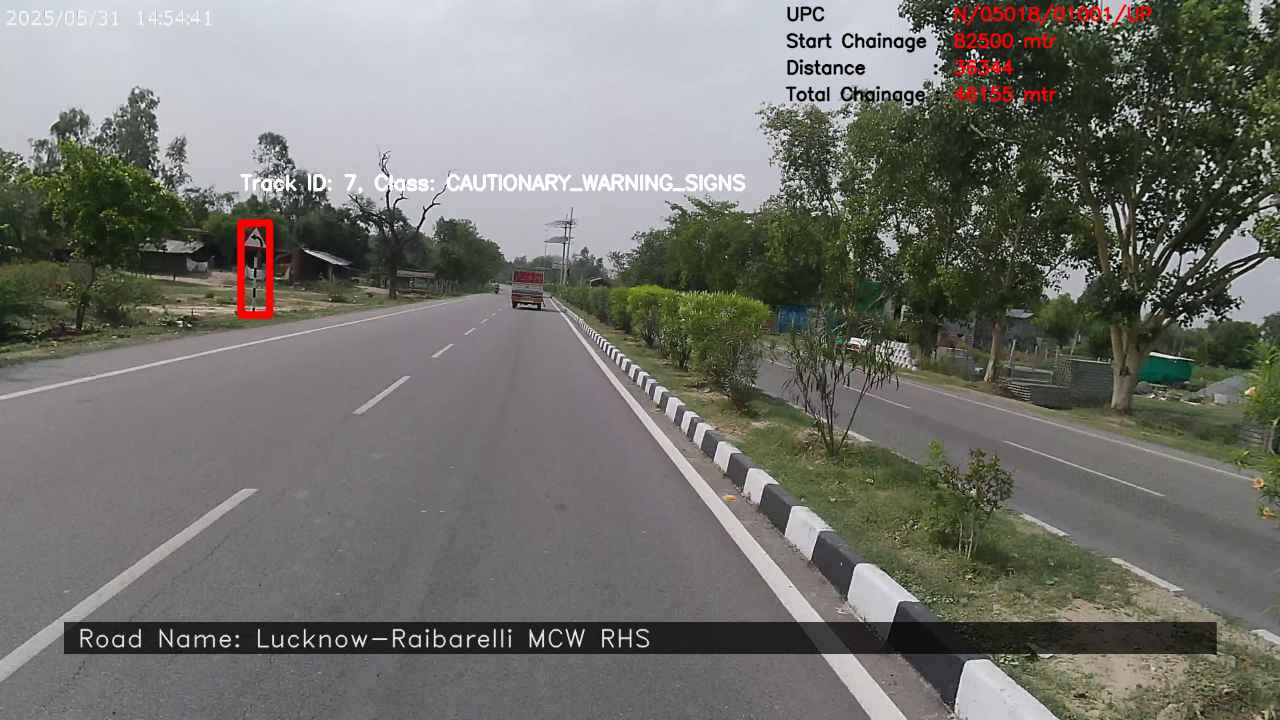 2025/05/31 14:54:41
UPC : N/05018/01001/UP
Start Chainage : 82500 mtr
Distance : 36344
Total Chainage : 46155 mtr
Track ID: 7, Class: CAUTIONARY_WARNING_SIGNS
Road Name: Lucknow-Raibarelli MCW RHS